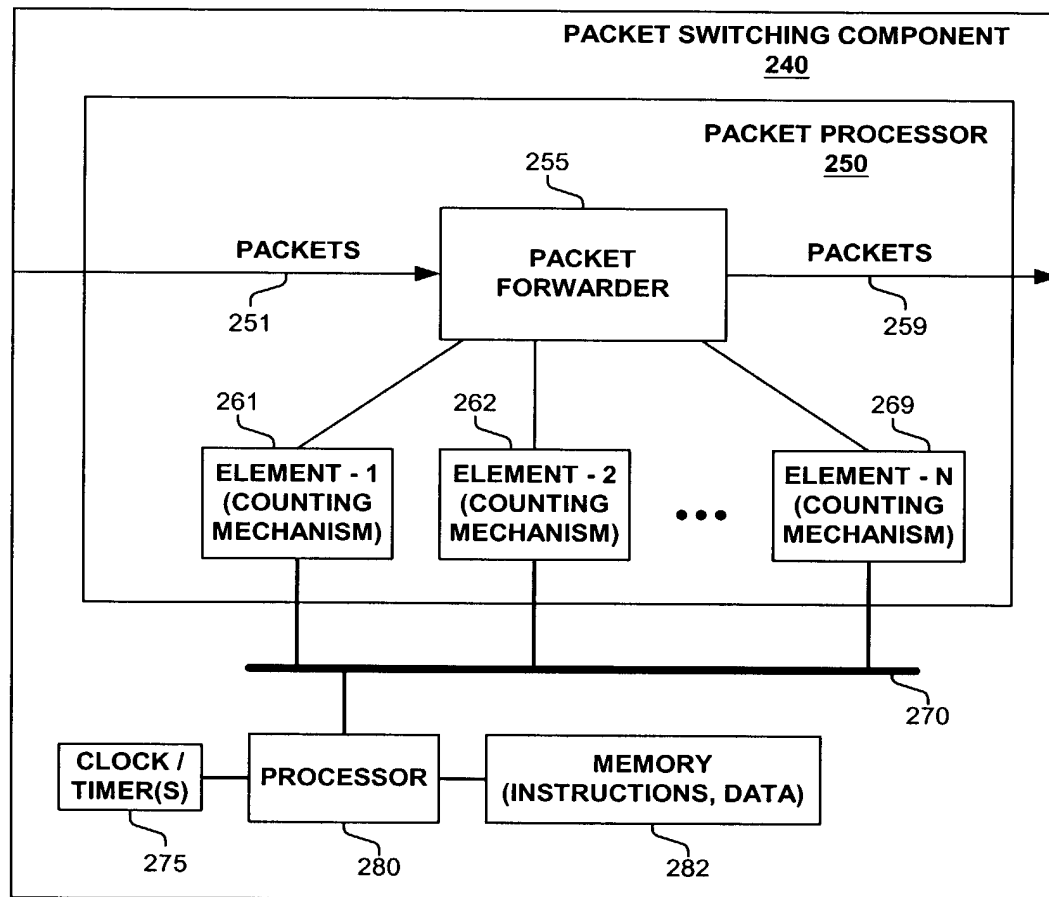 PACKET SWITCHING COMPONENT
240
PACKET PROCESSOR
250
255
PACKETS
251
PACKET
FORWARDER
PACKETS
259
261
ELEMENT - 1
(COUNTING
MECHANISM)
262
ELEMENT - 2
(COUNTING
MECHANISM)
269
ELEMENT - N
(COUNTING
MECHANISM)
270
CLOCK /
TIMER(S)
275
PROCESSOR
280
MEMORY
(INSTRUCTIONS, DATA)
282